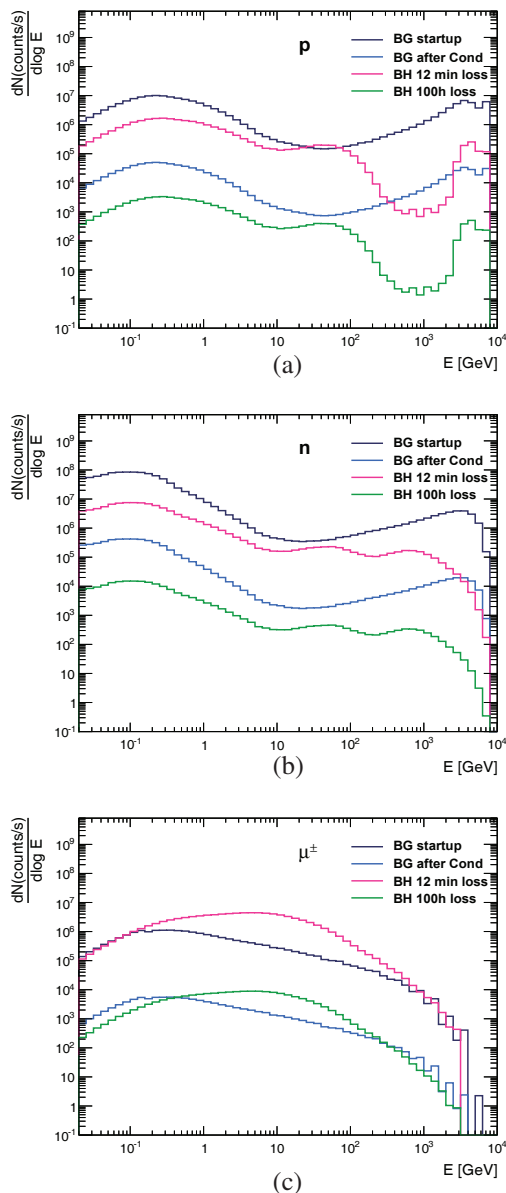 dN(counts/s)
dlog E
10⁹
10⁸
10⁷
10⁶
10⁵
10⁴
10³
10²
10
1
10⁻¹
p
BG startup
BG after Cond
BH 12 min loss
BH 100h loss
10⁻¹ 1 10 10² 10³ 10⁴
E [GeV]
(a)
dN(counts/s)
dlog E
10⁹
10⁸
10⁷
10⁶
10⁵
10⁴
10³
10²
10
1
10⁻¹
n
BG startup
BG after Cond
BH 12 min loss
BH 100h loss
10⁻¹ 1 10 10² 10³ 10⁴
E [GeV]
(b)
dN(counts/s)
dlog E
10⁹
10⁸
10⁷
10⁶
10⁵
10⁴
10³
10²
10
1
10⁻¹
μ±
BG startup
BG after Cond
BH 12 min loss
BH 100h loss
10⁻¹ 1 10 10² 10³ 10⁴
E [GeV]
(c)